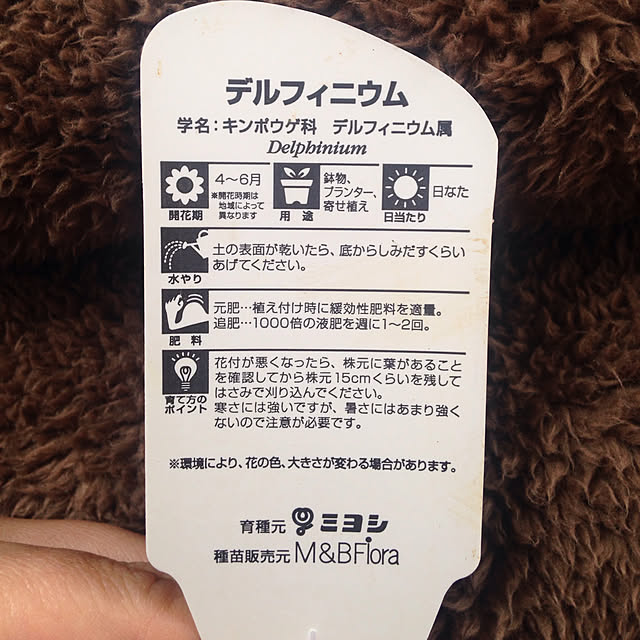 デルフィニウム
学名：キンポウゲ科　デルフィニウム属
Delphinium
開花期
4～6月
※開花時期は
地域によって
異なります
用途
鉢物、
プランター、
寄せ植え
日当たり
日なた
水やり
土の表面が乾いたら、底からしみだすくらい
あげてください。
肥料
元肥…植え付け時に緩効性肥料を適量。
追肥…1000倍の液肥を週に1～2回。
育て方の
ポイント
花付が悪くなったら、株元に葉があること
を確認してから株元15cmくらいを残して
はさみで刈り込んでください。
寒さには強いですが、暑さにはあまり強く
ないので注意が必要です。
※環境により、花の色、大きさが変わる場合があります。
育種元 ミヨシ
種苗販売元 M&B Flora